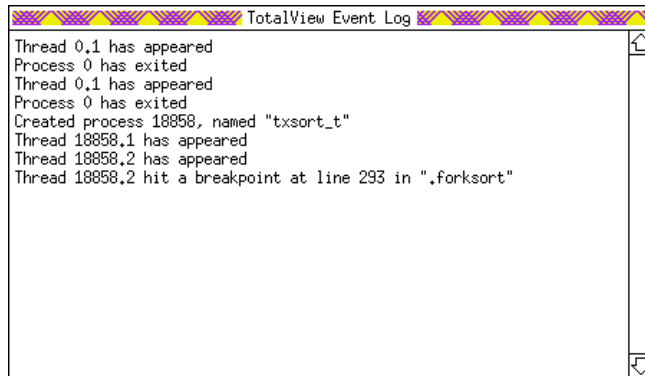 TotalView Event Log
Thread 0.1 has appeared
Process 0 has exited
Thread 0.1 has appeared
Process 0 has exited
Created process 18858, named "txsort_t"
Thread 18858.1 has appeared
Thread 18858.2 has appeared
Thread 18858.2 hit a breakpoint at line 293 in ".forksort"